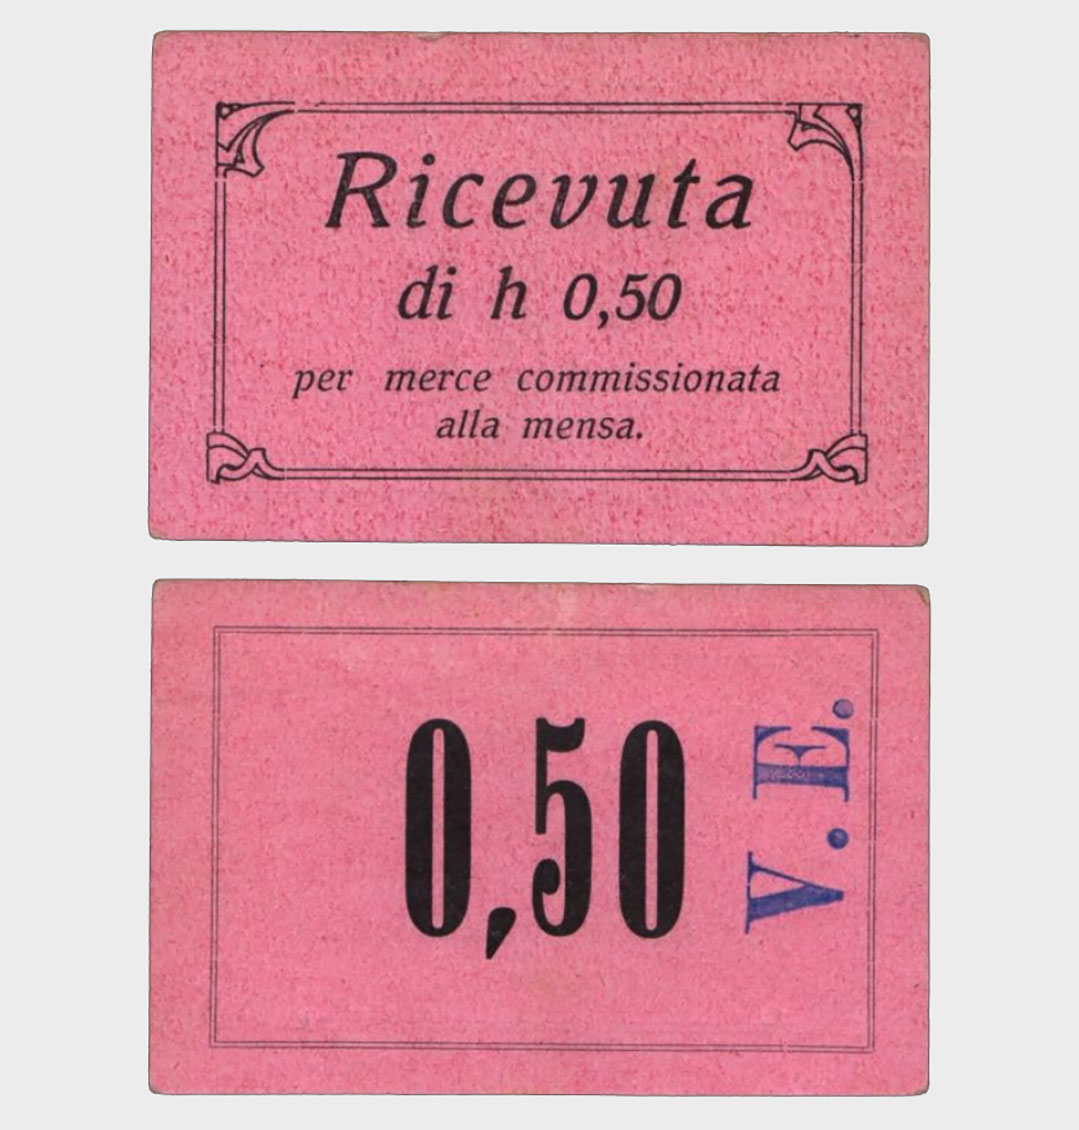 Ricevuta
di h 0,50
per merce commissionata
alla mensa.
0,50
V. E.